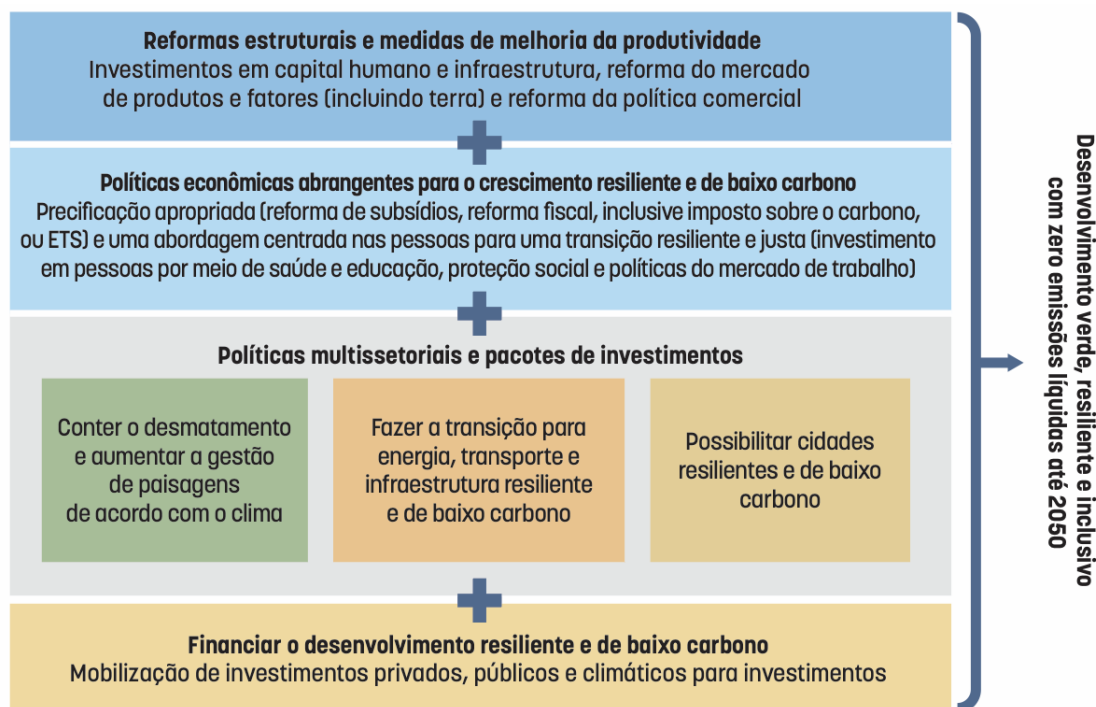 Reformas estruturais e medidas de melhoria da produtividade
Investimentos em capital humano e infraestrutura, reforma do mercado
de produtos e fatores (incluindo terra) e reforma da política comercial
Políticas econômicas abrangentes para o crescimento resiliente e de baixo carbono
Precificação apropriada (reforma de subsídios, reforma fiscal, inclusive imposto sobre o carbono,
ou ETS) e uma abordagem centrada nas pessoas para uma transição resiliente e justa (investimento
em pessoas por meio de saúde e educação, proteção social e políticas do mercado de trabalho)
Políticas multissetoriais e pacotes de investimentos
Conter o desmatamento
e aumentar a gestão
de paisagens
de acordo com o clima
Fazer a transição para
energia, transporte e
infraestrutura resiliente
e de baixo carbono
Possibilitar cidades
resilientes e de baixo
carbono
Financiar o desenvolvimento resiliente e de baixo carbono
Mobilização de investimentos privados, públicos e climáticos para investimentos
Desenvolvimento verde, resiliente e inclusivo
com zero emissões líquidas até 2050